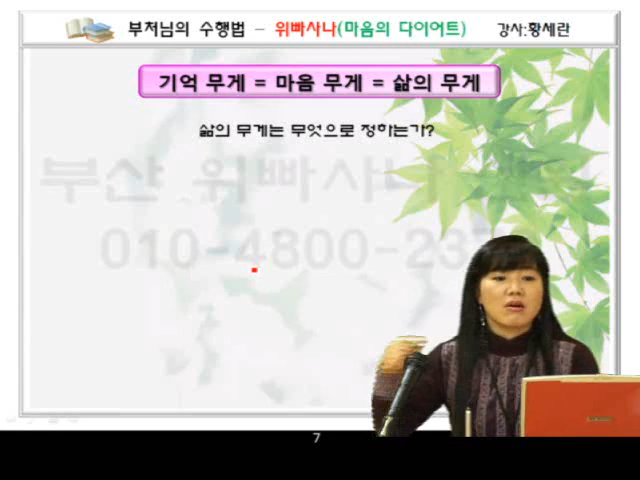 부처님의 수행법 – 위빠사나(마음의 다이어트) 강사:황세란
기억 무게 = 마음 무게 = 삶의 무게
삶의 무게는 무엇으로 정하는가?
부산 위빠사나
010-4800-23
7